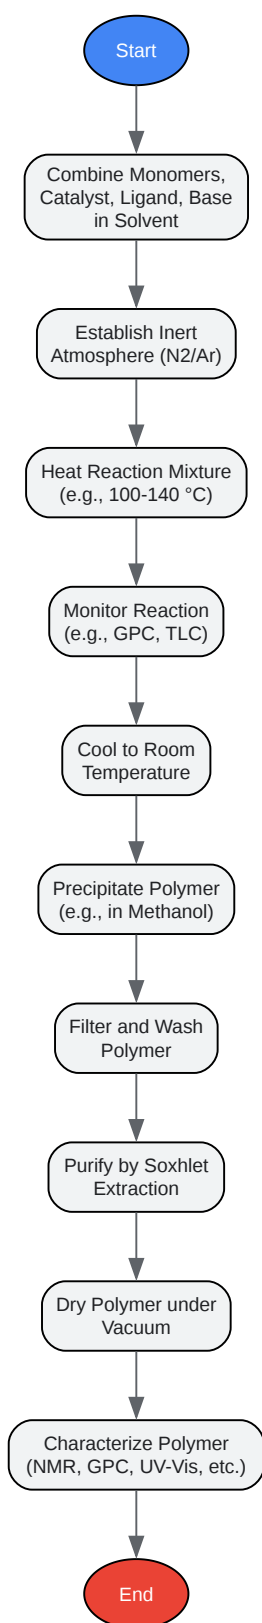 Start
Combine Monomers,
Catalyst, Ligand, Base
in Solvent
Establish Inert
Atmosphere (N2/Ar)
Heat Reaction Mixture
(e.g., 100-140 °C)
Monitor Reaction
(e.g., GPC, TLC)
Cool to Room
Temperature
Precipitate Polymer
(e.g., in Methanol)
Filter and Wash
Polymer
Purify by Soxhlet
Extraction
Dry Polymer under
Vacuum
Characterize Polymer
(NMR, GPC, UV-Vis, etc.)
End